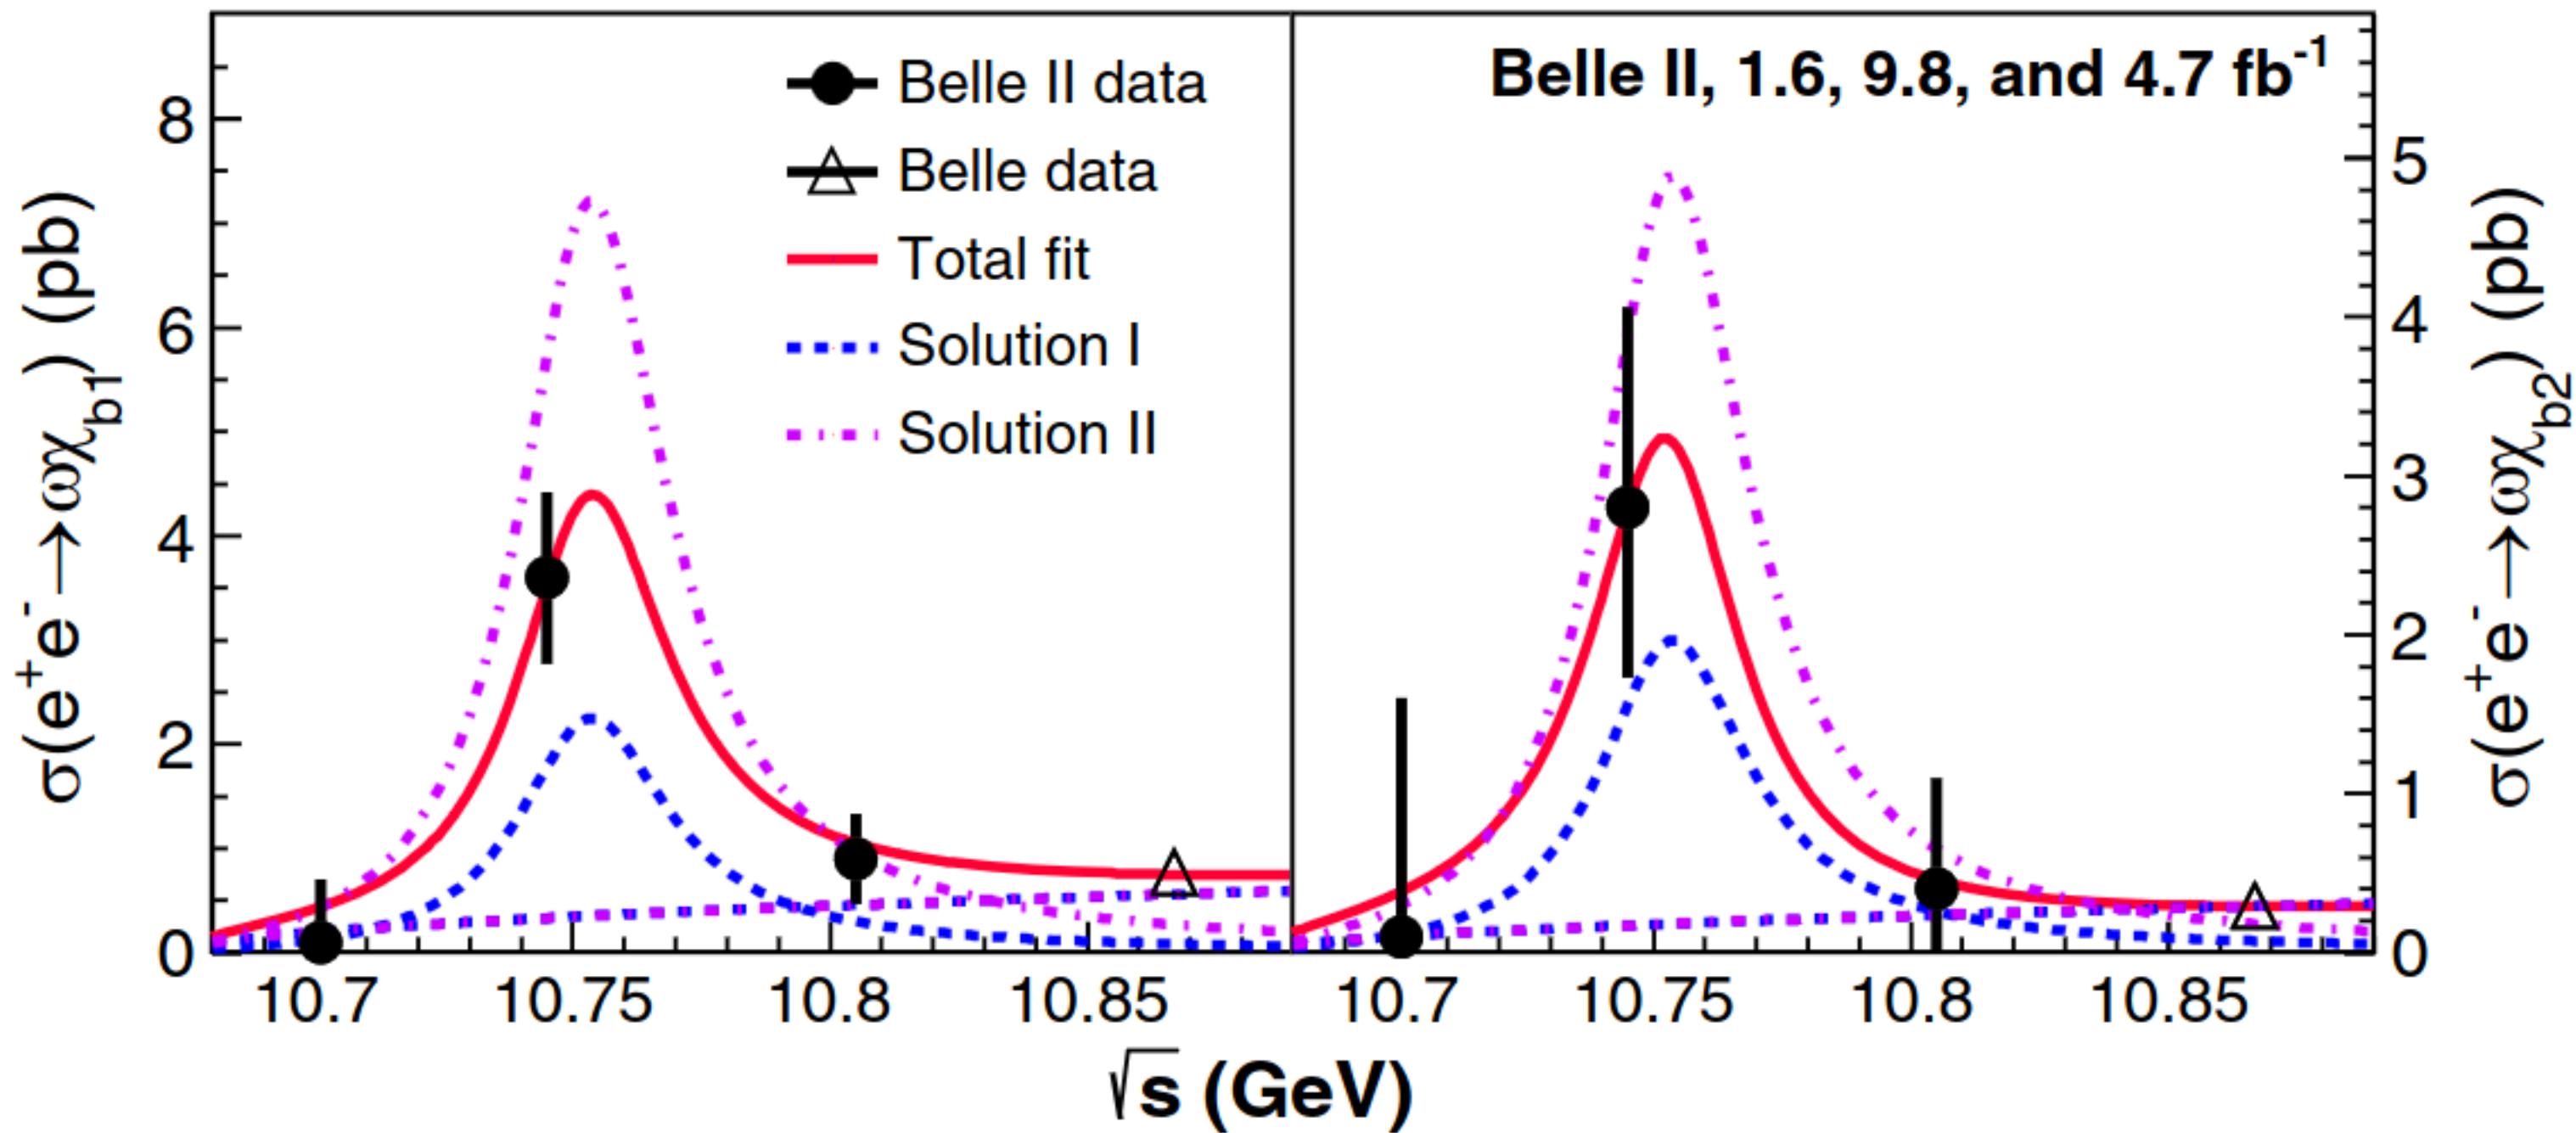 σ(e⁺e⁻→ωχb1) (pb)
8
6
4
2
0
Belle II data
Belle data
Total fit
Solution I
Solution II
10.7 10.75 10.8 10.85
Belle II, 1.6, 9.8, and 4.7 fb⁻¹
5
4
3
2
1
0
10.7 10.75 10.8 10.85
σ(e⁺e⁻→ωχb2) (pb)
√s (GeV)